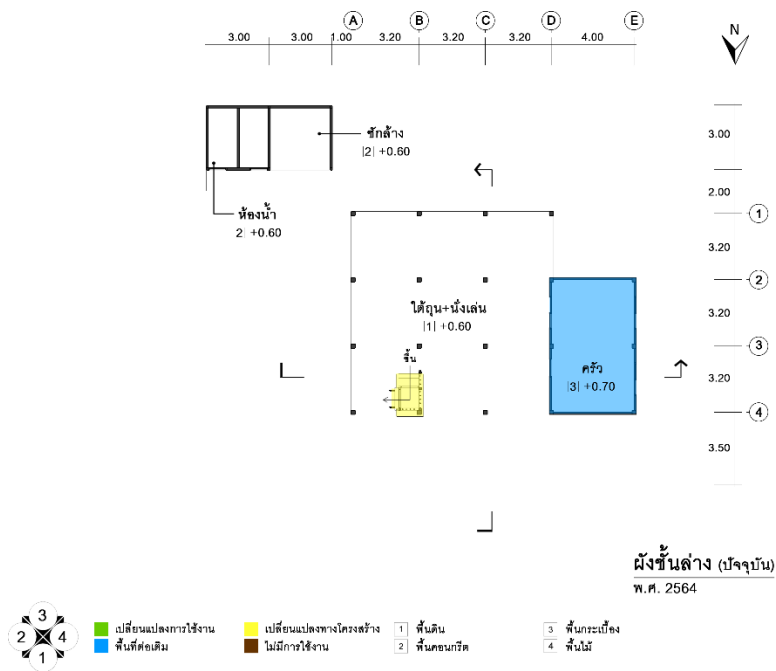 A B C D E
3.00 3.00 1.00 3.20 3.20 3.20 4.00
N
3.00
ซักล้าง
|2| +0.60
2.00
ห้องน้ำ
2| +0.60
1
3.20
2
ใต้ถุน+นั่งเล่น
|1| +0.60
3.20
3
ขึ้น
ครัว
|3| +0.70
3.20
4
3.50
ผังชั้นล่าง (ปัจจุบัน)
พ.ศ. 2564
3
2 4
1
เปลี่ยนแปลงการใช้งาน เปลี่ยนแปลงทางโครงสร้าง 1 พื้นดิน 3 พื้นกระเบื้อง
พื้นที่ต่อเติม ไม่มีการใช้งาน 2 พื้นคอนกรีต 4 พื้นไม้